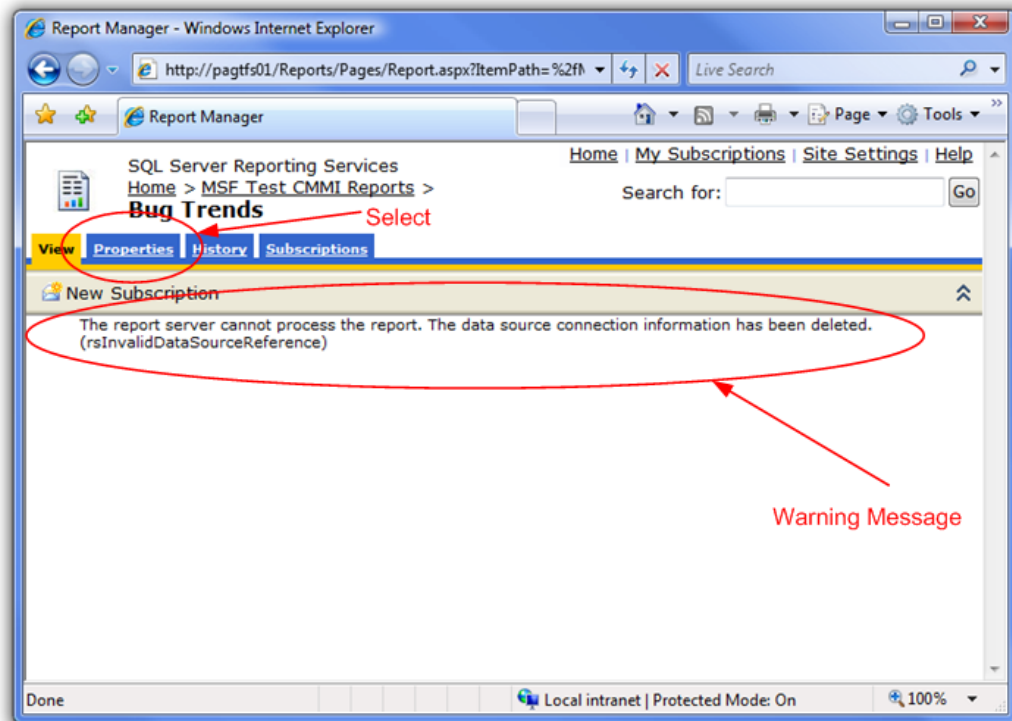 Report Manager - Windows Internet Explorer
http://pagtfs01/Reports/Pages/Report.aspx?ItemPath=%2fM
Live Search
Report Manager
Page
Tools
Home | My Subscriptions | Site Settings | Help
SQL Server Reporting Services
Home > MSF Test CMMI Reports >
Search for:
Go
Bug Trends
Select
View
Properties
History
Subscriptions
New Subscription
The report server cannot process the report. The data source connection information has been deleted.
(rsInvalidDataSourceReference)
Warning Message
Done
Local intranet | Protected Mode: On
100%